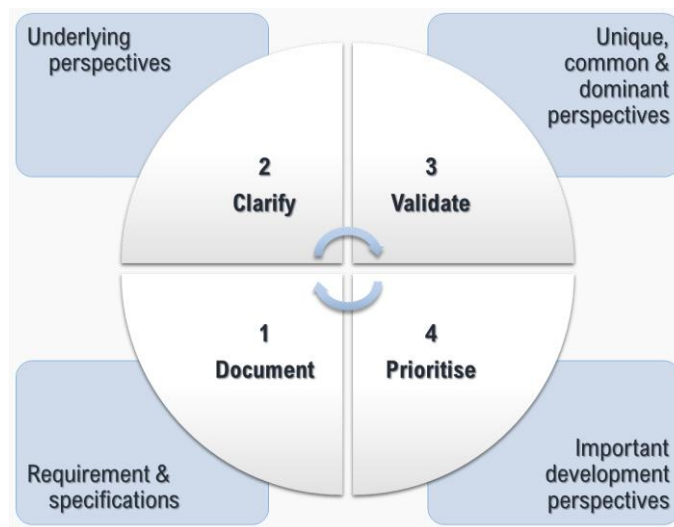 Underlying
perspectives
Unique,
common &
dominant
perspectives
2
Clarify
3
Validate
1
Document
4
Prioritise
Requirement &
specifications
Important
development
perspectives